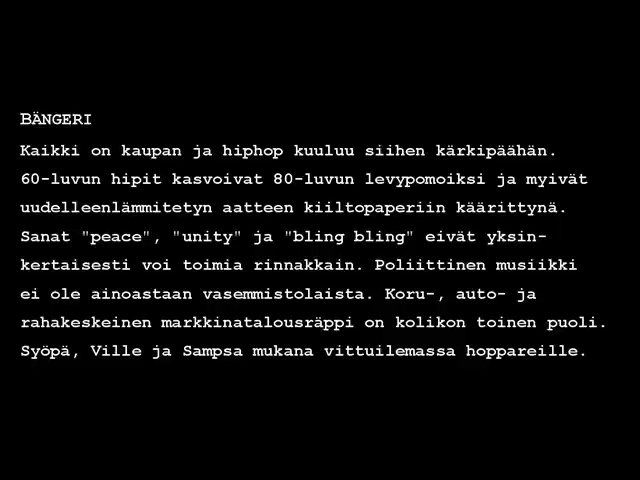 BÄNGERI
Kaikki on kaupan ja hiphop kuuluu siihen kärkipäähän.
60-luvun hipit kasvoivat 80-luvun levypomoiksi ja myivät
uudelleenlämmitetyn aatteen kiiltopaperiin käärittynä.
Sanat "peace", "unity" ja "bling bling" eivät yksin-
kertaisesti voi toimia rinnakkain. Poliittinen musiikki
ei ole ainoastaan vasemmistolaista. Koru-, auto- ja
rahakeskeinen markkinatalousräppi on kolikon toinen puoli.
Syöpä, Ville ja Sampsa mukana vittuilemassa hoppareille.